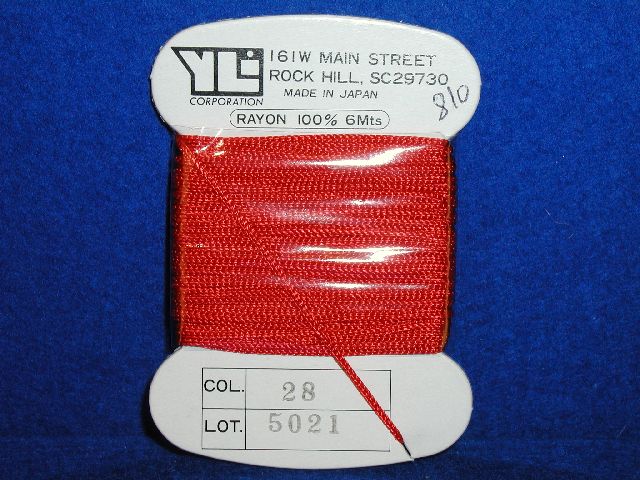 YLI
CORPORATION
161W MAIN STREET
ROCK HILL, SC29730
MADE IN JAPAN
810
RAYON 100% 6Mts
COL. 28
LOT. 5021